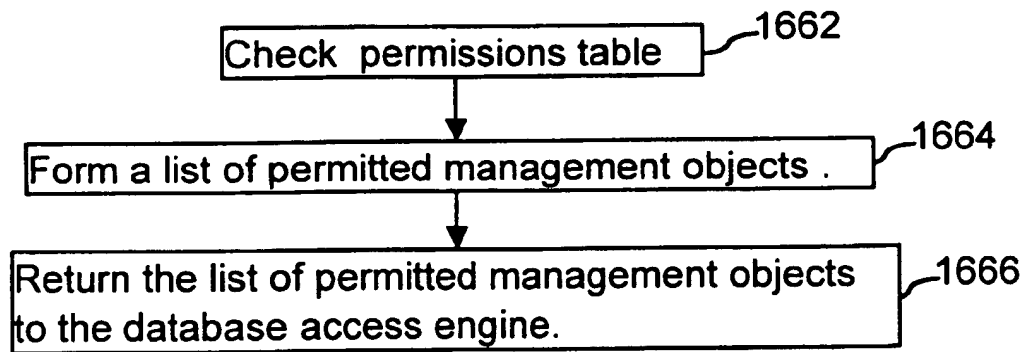 Check permissions table
1662
Form a list of permitted management objects .
1664
Return the list of permitted management objects
to the database access engine.
1666